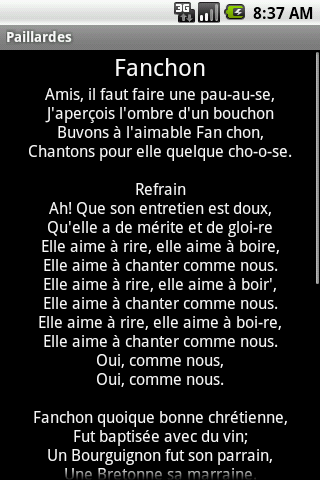 3G 8:37 AM
Paillardes
Fanchon
Amis, il faut faire une pau-au-se,
J'aperçois l'ombre d'un bouchon
Buvons à l'aimable Fan chon,
Chantons pour elle quelque cho-o-se.
Refrain
Ah! Que son entretien est doux,
Qu'elle a de mérite et de gloi-re
Elle aime à rire, elle aime à boire,
Elle aime à chanter comme nous.
Elle aime à rire, elle aime à boir',
Elle aime à chanter comme nous.
Elle aime à rire, elle aime à boi-re,
Elle aime à chanter comme nous.
Oui, comme nous,
Oui, comme nous.
Fanchon quoique bonne chrétienne,
Fut baptisée avec du vin;
Un Bourguignon fut son parrain,
Une Bretonne sa marraine.